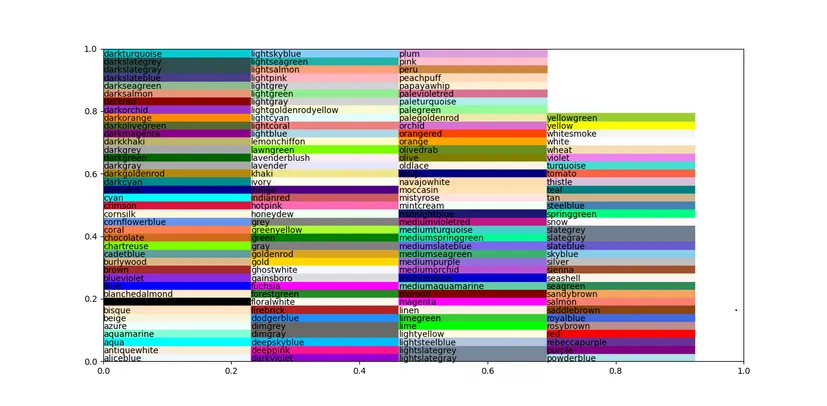 1.0
0.8
0.6
0.4
0.2
0.0
darkturquoise
darkslategrey
darkslategray
darkslateblue
darkseagreen
darksalmon
darkred
darkorchid
darkorange
darkolivegreen
darkmagenta
darkkhaki
darkgrey
darkgreen
darkgray
darkgoldenrod
darkcyan
cyan
crimson
cornsilk
cornflowerblue
coral
chocolate
chartreuse
cadetblue
burlywood
brown
blueviolet
blue
blanchedalmond
bisque
beige
azure
aquamarine
aqua
antiquewhite
aliceblue
lightskyblue
lightseagreen
lightsalmon
lightpink
lightgrey
lightgreen
lightgray
lightgoldenrodyellow
lightcyan
lightcoral
lightblue
lemonchiffon
lawngreen
lavenderblush
lavender
khaki
ivory
indigo
indianred
hotpink
honeydew
grey
greenyellow
green
gray
goldenrod
gold
ghostwhite
gainsboro
fuchsia
forestgreen
floralwhite
firebrick
dodgerblue
dimgrey
dimgray
deepskyblue
deeppink
darkviolet
plum
pink
peru
peachpuff
papayawhip
palevioletred
paleturquoise
palegreen
palegoldenrod
orchid
orangered
orange
olivedrab
olive
oldlace
navajowhite
moccasin
mistyrose
mintcream
midnightblue
mediumvioletred
mediumturquoise
mediumspringgreen
mediumslateblue
mediumseagreen
mediumpurple
mediumorchid
mediumaquamarine
maroon
magenta
linen
limegreen
lime
lightyellow
lightsteelblue
lightslategrey
lightslategray
yellowgreen
yellow
whitesmoke
white
wheat
violet
turquoise
tomato
thistle
teal
tan
steelblue
springgreen
snow
slategrey
slategray
slateblue
skyblue
silver
sienna
seashell
seagreen
sandybrown
salmon
saddlebrown
royalblue
rosybrown
red
rebeccapurple
purple
powderblue
0.0 0.2 0.4 0.6 0.8 1.0